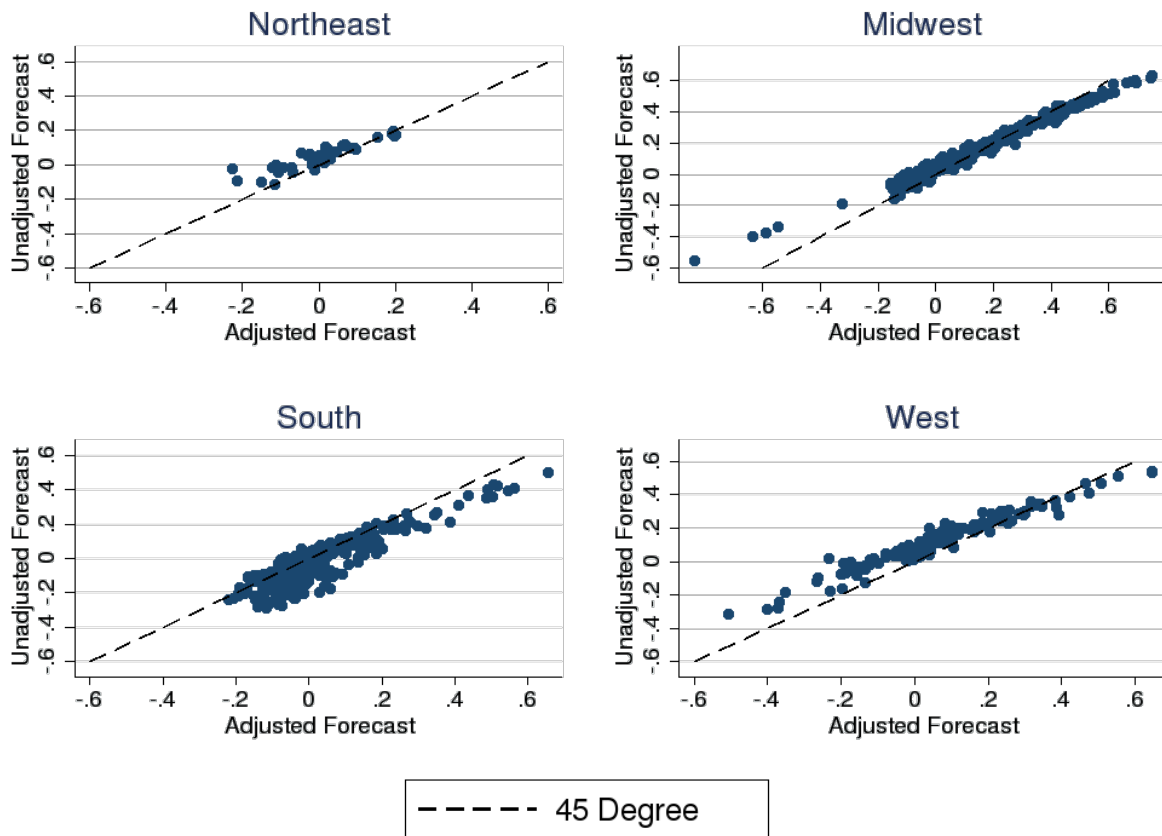 Northeast
Unadjusted Forecast
.6
.4
.2
0
-.2
-.4
-.6
-.6 -.4 -.2 0 .2 .4 .6
Adjusted Forecast
Midwest
Unadjusted Forecast
.6
.4
.2
0
-.2
-.4
-.6
-.6 -.4 -.2 0 .2 .4 .6
Adjusted Forecast
South
Unadjusted Forecast
.6
.4
.2
0
-.2
-.4
-.6
-.6 -.4 -.2 0 .2 .4 .6
Adjusted Forecast
West
Unadjusted Forecast
.6
.4
.2
0
-.2
-.4
-.6
-.6 -.4 -.2 0 .2 .4 .6
Adjusted Forecast
45 Degree